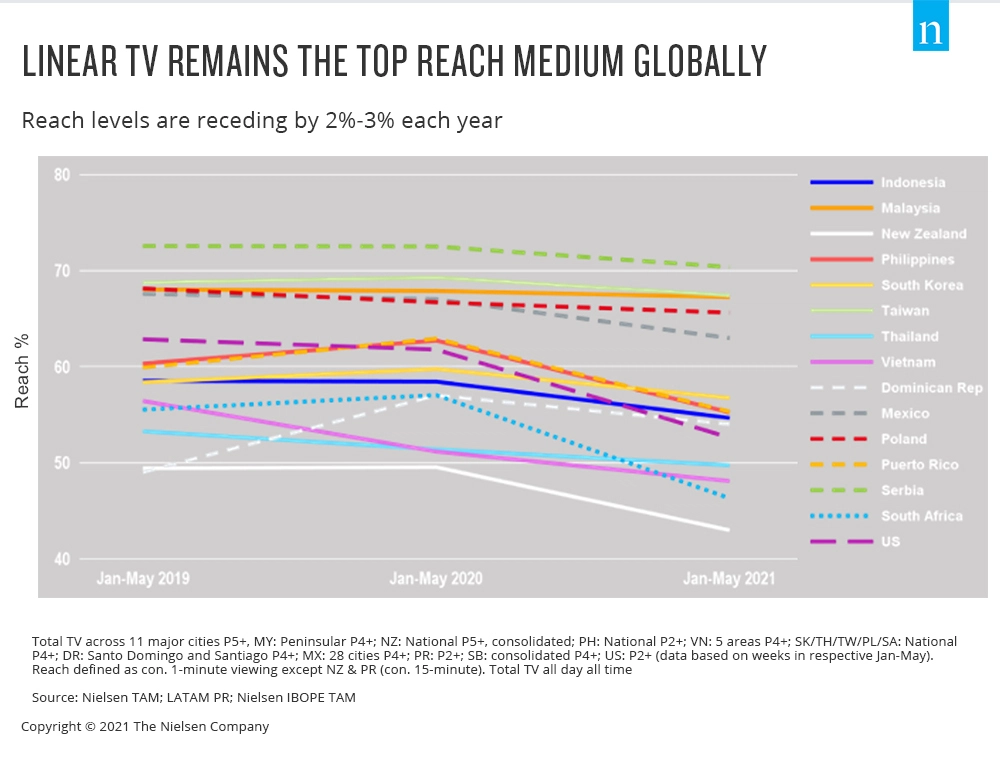 n
LINEAR TV REMAINS THE TOP REACH MEDIUM GLOBALLY
Reach levels are receding by 2%-3% each year
Reach %
80
70
60
50
40
Jan-May 2019
Jan-May 2020
Jan-May 2021
Indonesia
Malaysia
New Zealand
Philippines
South Korea
Taiwan
Thailand
Vietnam
Dominican Rep
Mexico
Poland
Puerto Rico
Serbia
South Africa
US
Total TV across 11 major cities P5+, MY: Peninsular P4+; NZ: National P5+, consolidated; PH: National P2+; VN: 5 areas P4+; SK/TH/TW/PL/SA: National
P4+; DR: Santo Domingo and Santiago P4+; MX: 28 cities P4+; PR: P2+; SB: consolidated P4+; US: P2+ (data based on weeks in respective Jan-May).
Reach defined as con. 1-minute viewing except NZ & PR (con. 15-minute). Total TV all day all time
Source: Nielsen TAM; LATAM PR; Nielsen IBOPE TAM
Copyright © 2021 The Nielsen Company